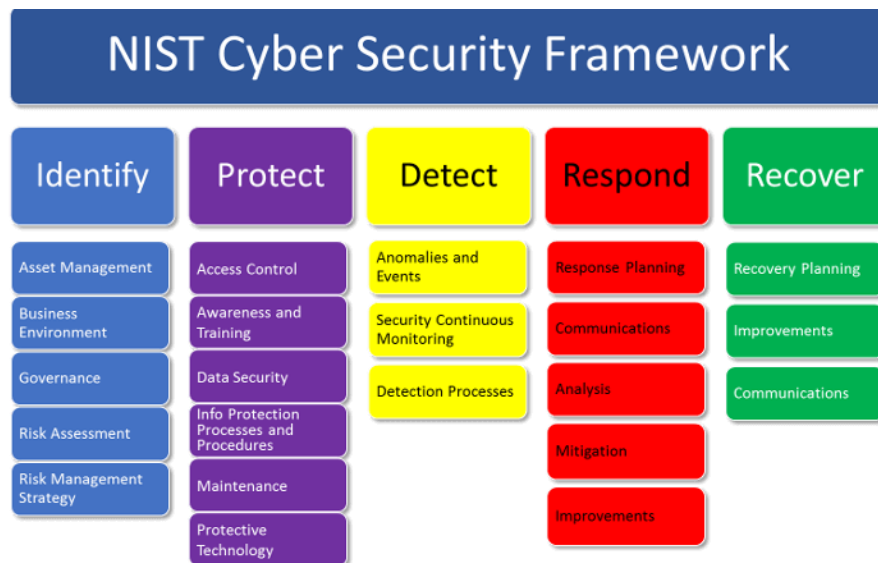 NIST Cyber Security Framework
Identify
Protect
Detect
Respond
Recover
Asset Management
Business
Environment
Governance
Risk Assessment
Risk Management
Strategy
Access Control
Awareness and
Training
Data Security
Info Protection
Processes and
Procedures
Maintenance
Protective
Technology
Anomalies and
Events
Security Continuous
Monitoring
Detection Processes
Response Planning
Communications
Analysis
Mitigation
Improvements
Recovery Planning
Improvements
Communications